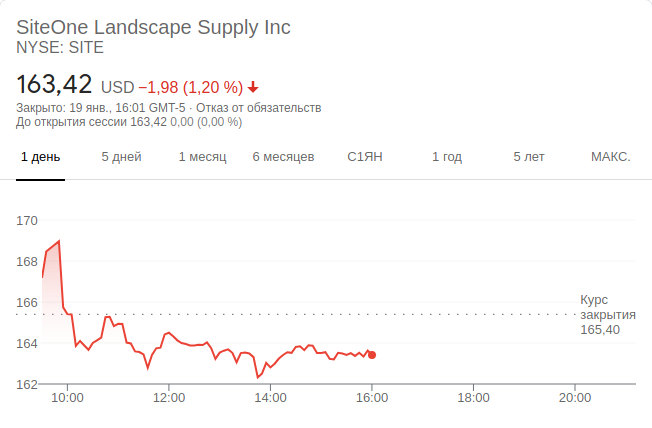 SiteOne Landscape Supply Inc
NYSE: SITE
163,42 USD −1,98 (1,20 %)
Закрыто: 19 янв., 16:01 GMT-5 · Отказ от обязательств
До открытия сессии 163,42 0,00 (0,00 %)
1 день 5 дней 1 месяц 6 месяцев С1ЯН 1 год 5 лет МАКС.
170
168
166
164
162
Курс
закрытия
165,40
10:00 12:00 14:00 16:00 18:00 20:00